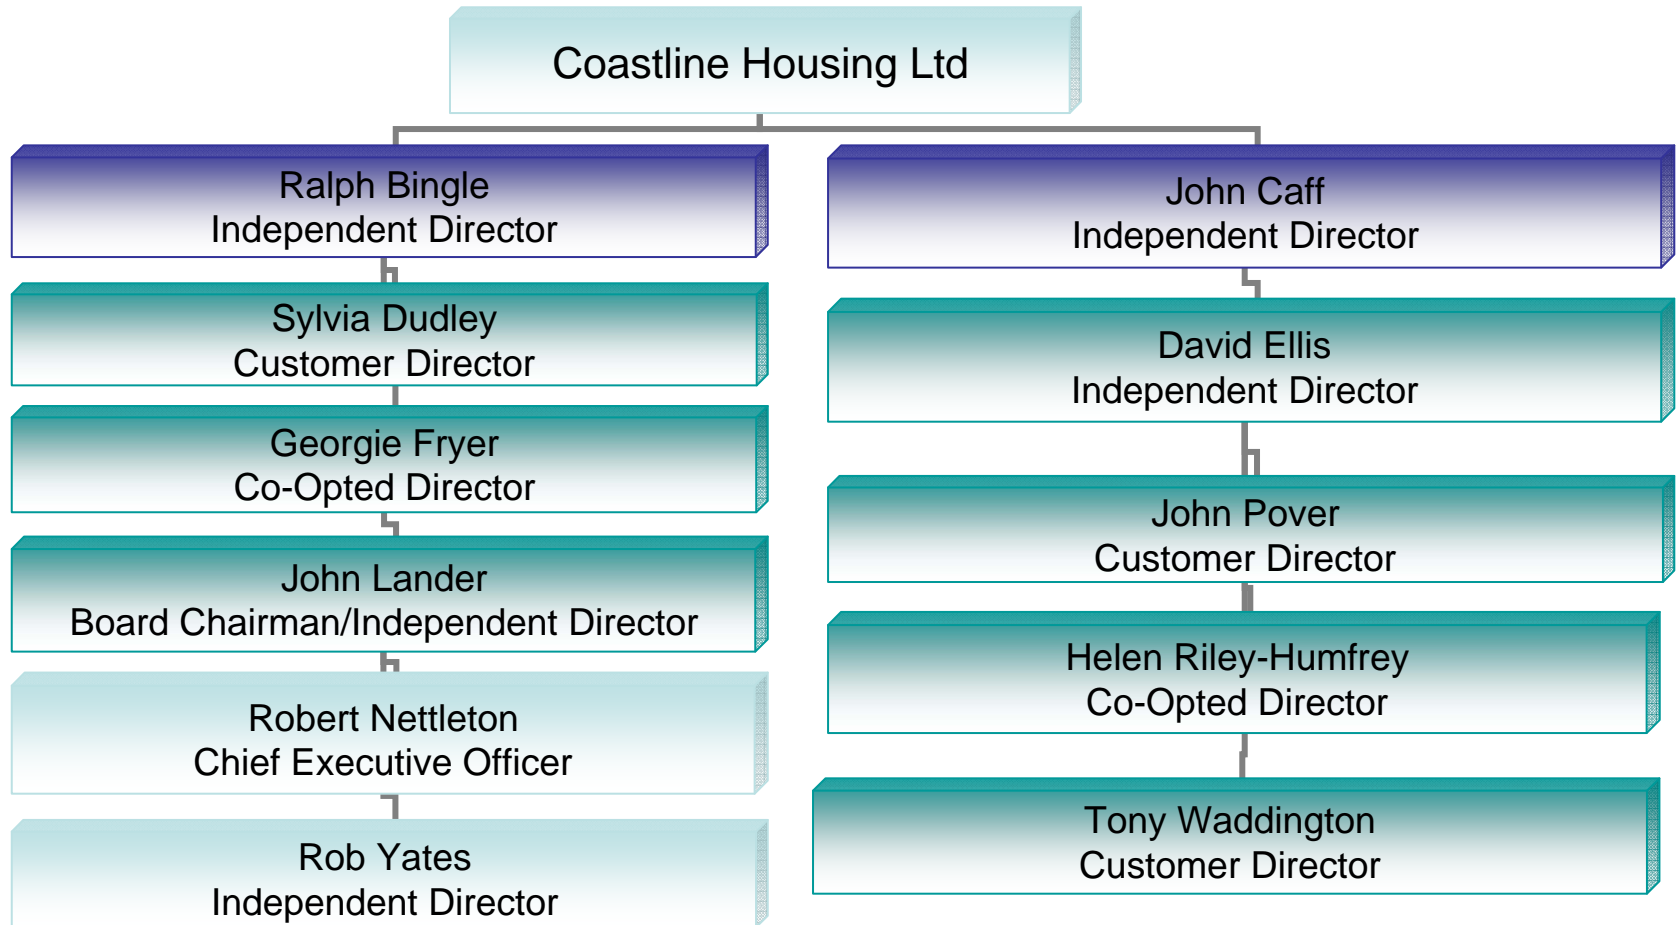 Coastline Housing Ltd
Ralph Bingle
Independent Director
Sylvia Dudley
Customer Director
Georgie Fryer
Co-Opted Director
John Lander
Board Chairman/Independent Director
Robert Nettleton
Chief Executive Officer
Rob Yates
Independent Director
John Caff
Independent Director
David Ellis
Independent Director
John Pover
Customer Director
Helen Riley-Humfrey
Co-Opted Director
Tony Waddington
Customer Director